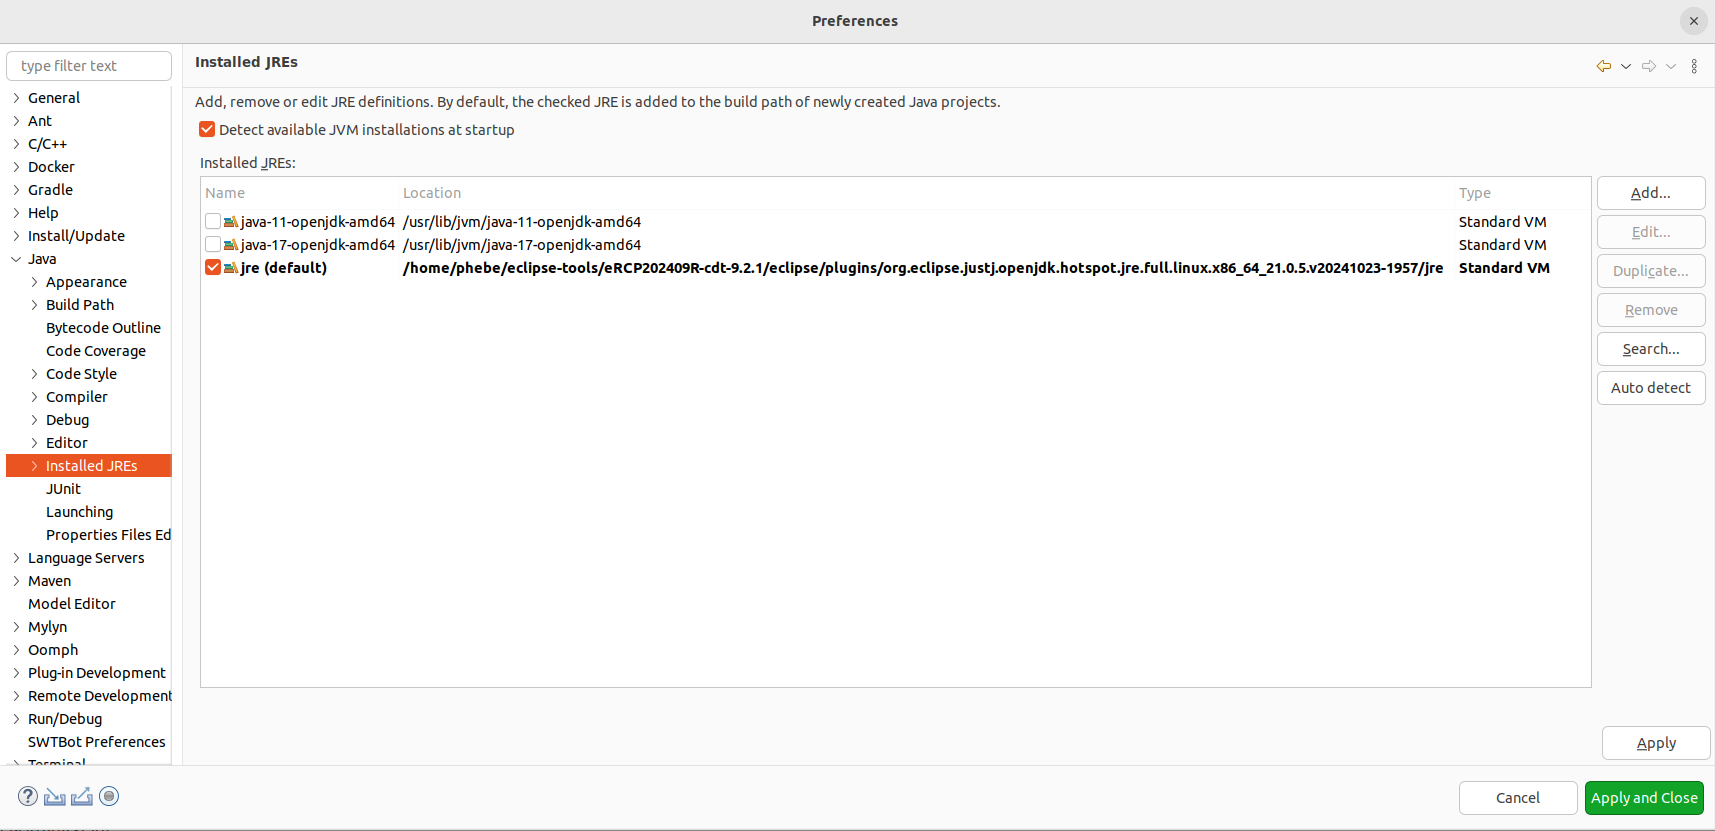 Preferences
type filter text
General
Ant
C/C++
Docker
Gradle
Help
Install/Update
Java
Appearance
Build Path
Bytecode Outline
Code Coverage
Code Style
Compiler
Debug
Editor
Installed JREs
JUnit
Launching
Properties Files Ed
Language Servers
Maven
Model Editor
Mylyn
Oomph
Plug-in Development
Remote Development
Run/Debug
SWTBot Preferences
Terminal
Installed JREs
Add, remove or edit JRE definitions. By default, the checked JRE is added to the build path of newly created Java projects.
Detect available JVM installations at startup
Installed JREs:
Name Location Type
java-11-openjdk-amd64 /usr/lib/jvm/java-11-openjdk-amd64 Standard VM
java-17-openjdk-amd64 /usr/lib/jvm/java-17-openjdk-amd64 Standard VM
jre (default) /home/phebe/eclipse-tools/eRCP202409R-cdt-9.2.1/eclipse/plugins/org.eclipse.justj.openjdk.hotspot.jre.full.linux.x86_64_21.0.5.v20241023-1957/jre Standard VM
Add...
Edit...
Duplicate...
Remove
Search...
Auto detect
Apply
Cancel
Apply and Close